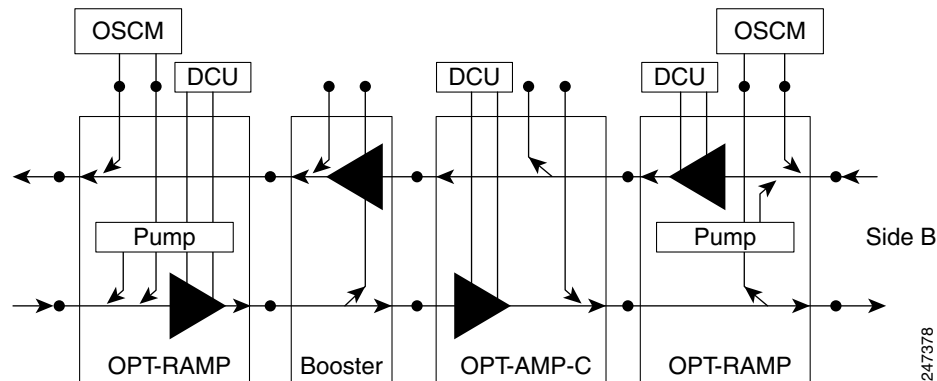 OSCM
OSCM
DCU
DCU
DCU
Pump
Pump
Side B
OPT-RAMP
Booster
OPT-AMP-C
OPT-RAMP
247378